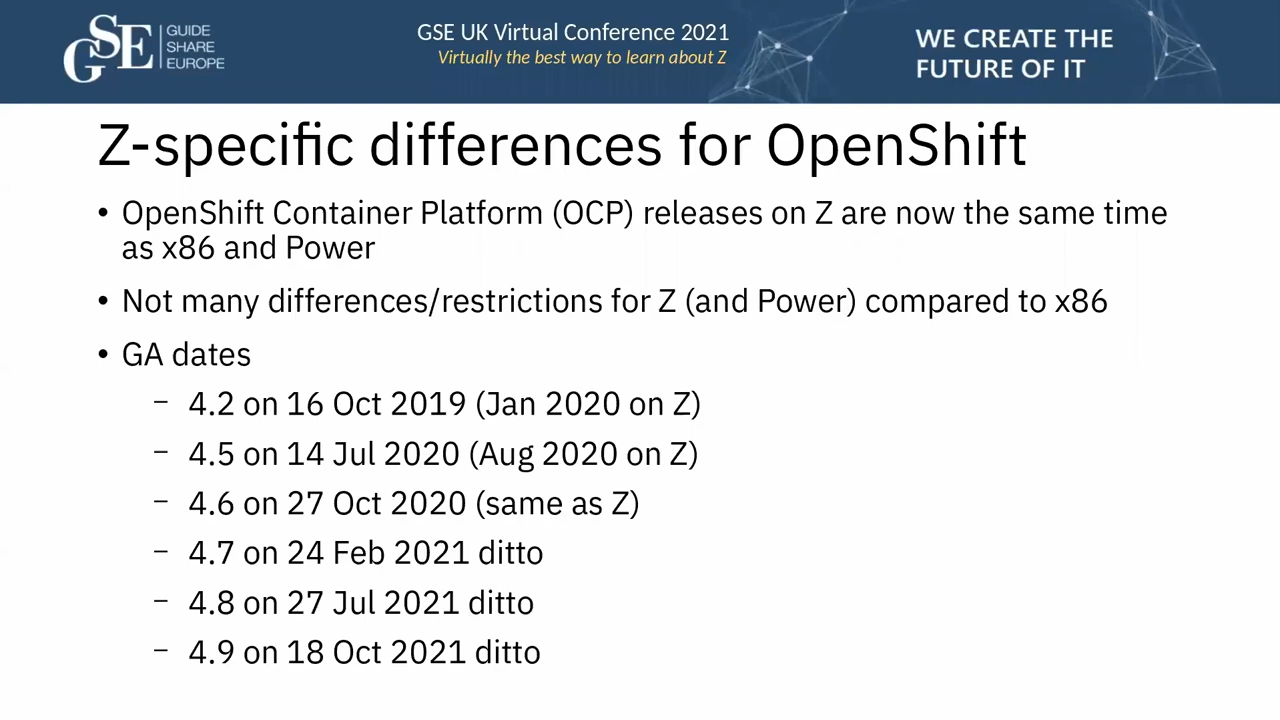 GSE
GUIDE
SHARE
EUROPE
GSE UK Virtual Conference 2021
Virtually the best way to learn about Z
WE CREATE THE
FUTURE OF IT
Z-specific differences for OpenShift
• OpenShift Container Platform (OCP) releases on Z are now the same time
as x86 and Power
• Not many differences/restrictions for Z (and Power) compared to x86
• GA dates
– 4.2 on 16 Oct 2019 (Jan 2020 on Z)
– 4.5 on 14 Jul 2020 (Aug 2020 on Z)
– 4.6 on 27 Oct 2020 (same as Z)
– 4.7 on 24 Feb 2021 ditto
– 4.8 on 27 Jul 2021 ditto
– 4.9 on 18 Oct 2021 ditto